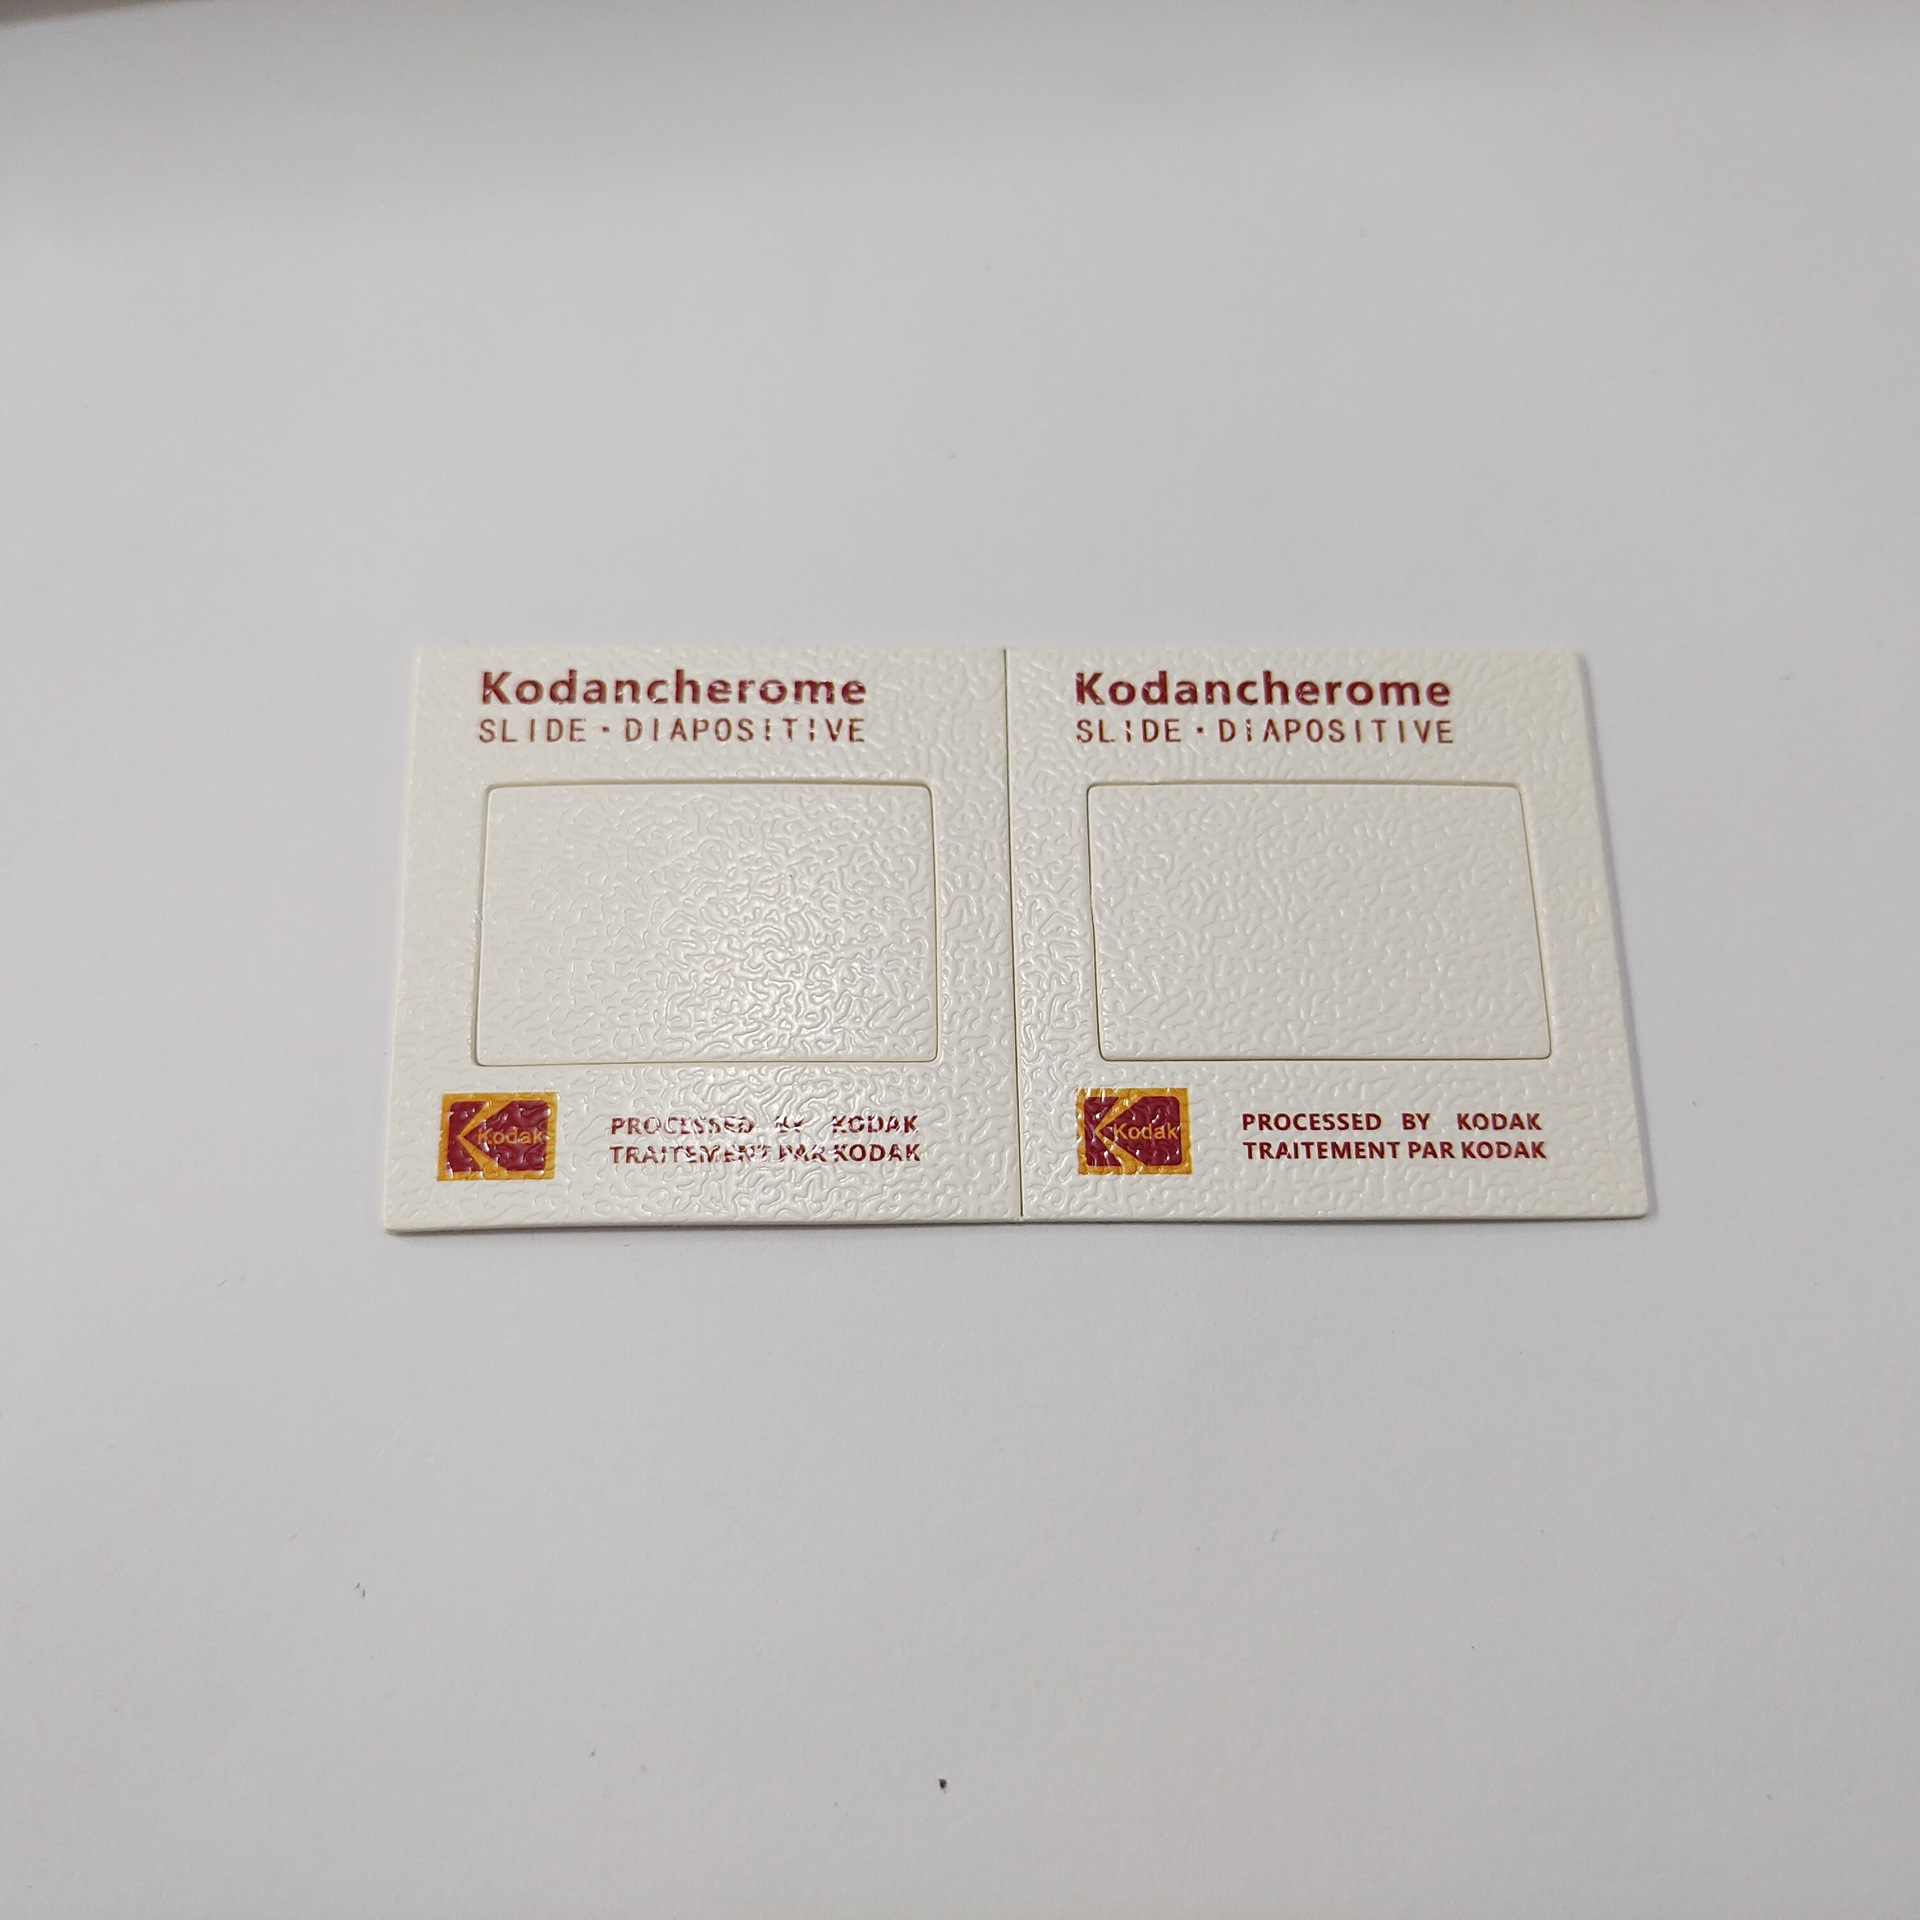 Kodancherome
SLIDE · DIAPOSITIVE
Kodak
PROCESSED BY KODAK
TRAITEMENT PAR KODAK
Kodancherome
SLIDE · DIAPOSITIVE
Kodak
PROCESSED BY KODAK
TRAITEMENT PAR KODAK